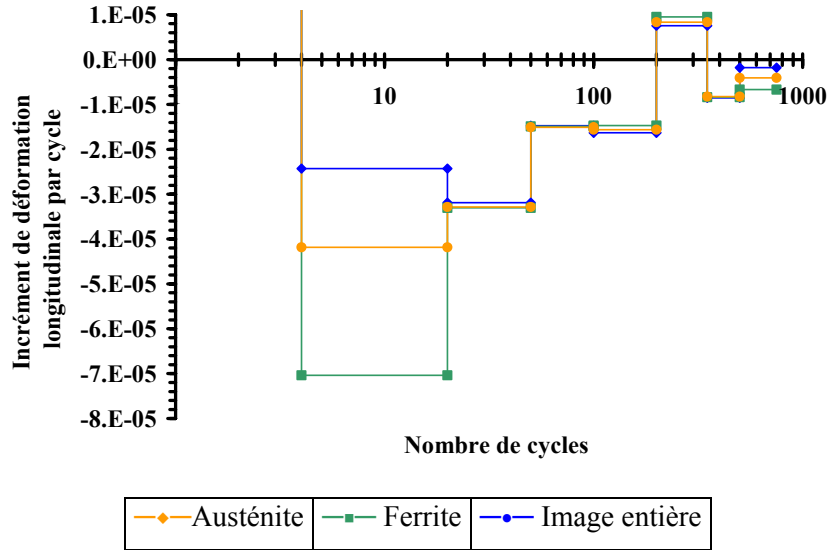 1.E-05
0.E+00
-1.E-05
-2.E-05
-3.E-05
-4.E-05
-5.E-05
-6.E-05
-7.E-05
-8.E-05
10
100
1000
Incrément de déformation
longitudinale par cycle
Nombre de cycles
Austénite
Ferrite
Image entière